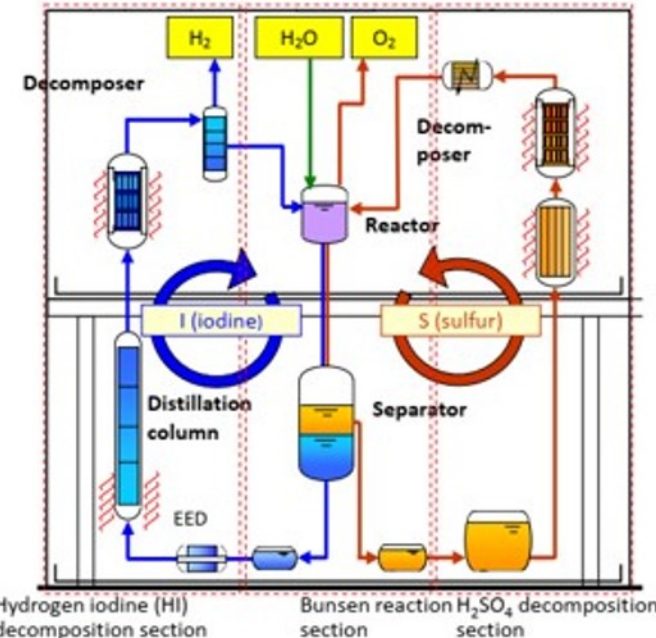 H₂
H₂O
O₂
Decomposer
Decom-
poser
Reactor
I (iodine)
S (sulfur)
Distillation
column
Separator
EED
Hydrogen iodine (HI)
decomposition section
Bunsen reaction
section
H₂SO₄ decomposition
section